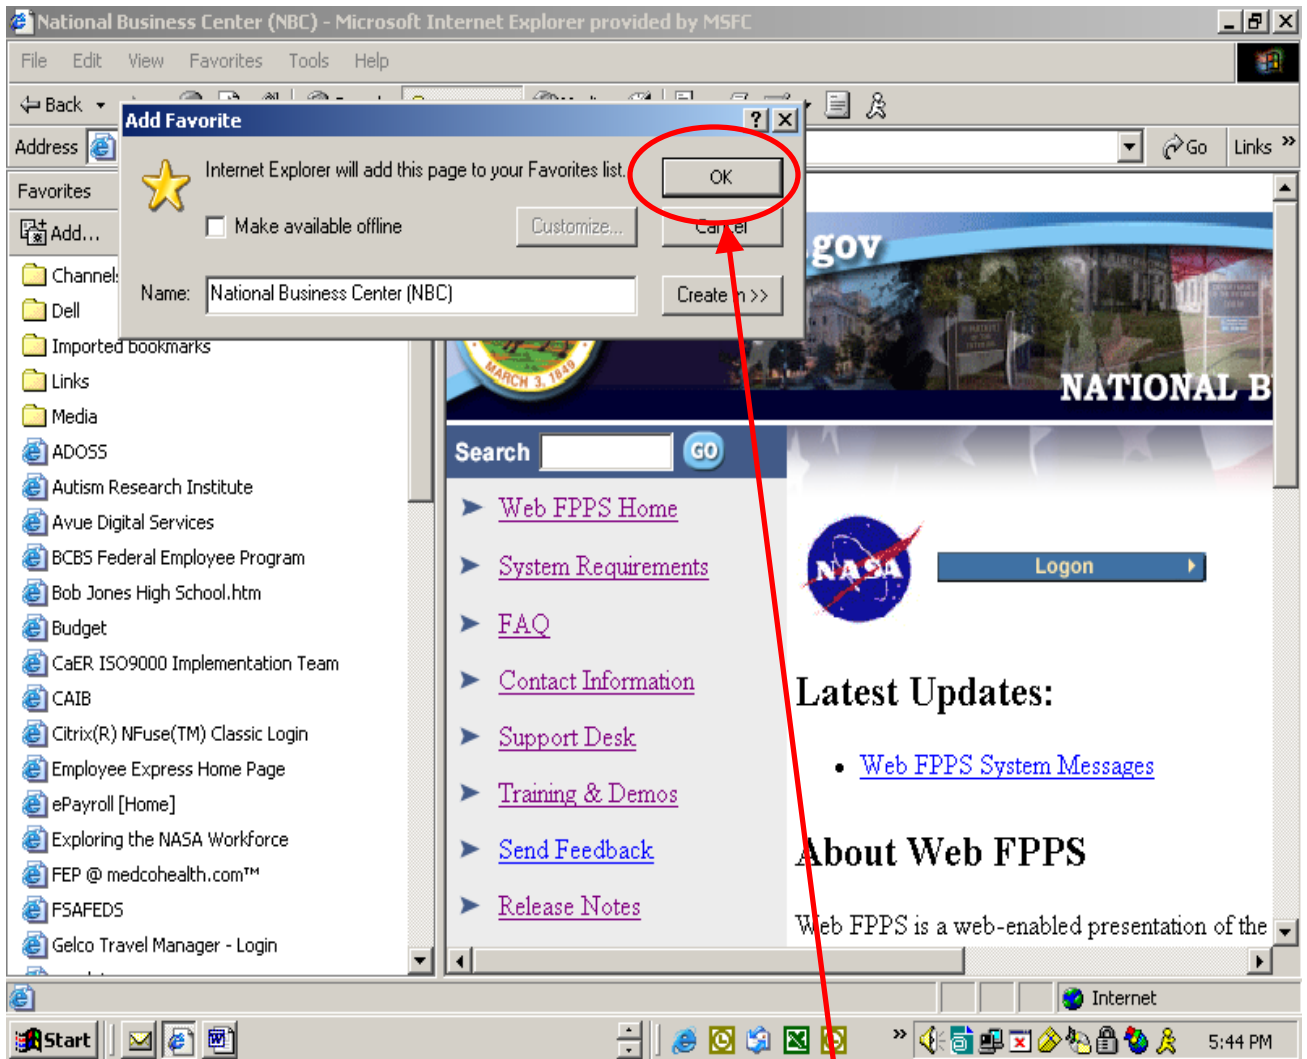 National Business Center (NBC) - Microsoft Internet Explorer provided by MSFC
File Edit View Favorites Tools Help
Back
Address
Go Links »
Add Favorite
Internet Explorer will add this page to your Favorites list.
OK
Make available offline
Customize...
Cancel
Name: National Business Center (NBC)
Create in >>
Favorites
Add...
Channels
Dell
Imported bookmarks
Links
Media
ADOSS
Autism Research Institute
Avue Digital Services
BCBS Federal Employee Program
Bob Jones High School.htm
Budget
CaER ISO9000 Implementation Team
CAIB
Citrix(R) NFuse(TM) Classic Login
Employee Express Home Page
ePayroll [Home]
Exploring the NASA Workforce
FEP @ medcohealth.com™
FSAFEDS
Gelco Travel Manager - Login
.gov
MARCH 3, 1849
NATIONAL B
Search GO
Web FPPS Home
System Requirements
FAQ
Contact Information
Support Desk
Training & Demos
Send Feedback
Release Notes
NASA
Logon
Latest Updates:
• Web FPPS System Messages
About Web FPPS
Web FPPS is a web-enabled presentation of the
Internet
Start
» 5:44 PM